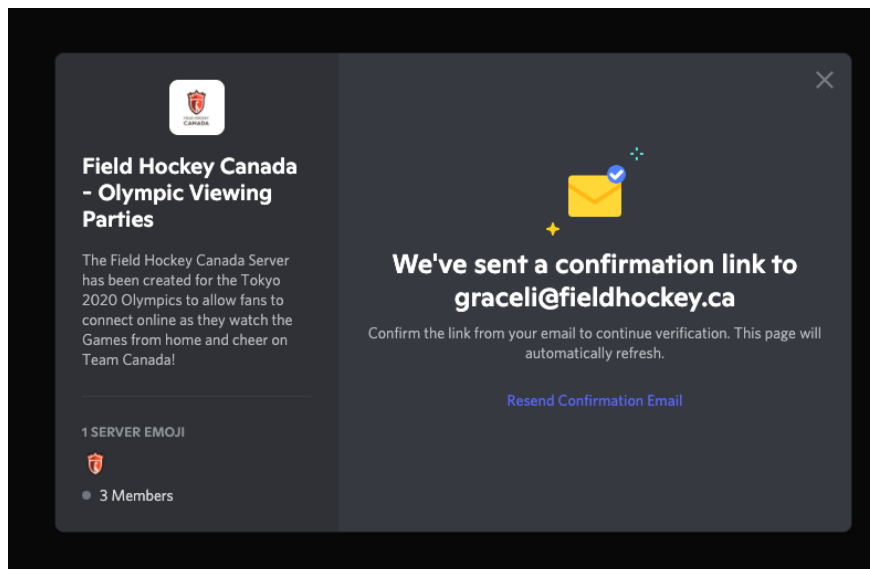 FIELD HOCKEY
CANADA
Field Hockey Canada
- Olympic Viewing
Parties
The Field Hockey Canada Server
has been created for the Tokyo
2020 Olympics to allow fans to
connect online as they watch the
Games from home and cheer on
Team Canada!
1 SERVER EMOJI
3 Members
We've sent a confirmation link to
graceli@fieldhockey.ca
Confirm the link from your email to continue verification. This page will
automatically refresh.
Resend Confirmation Email